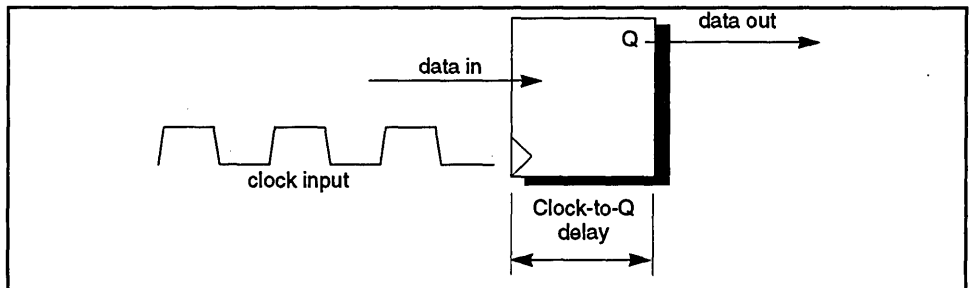 data out
Q
data in
clock input
Clock-to-Q
delay